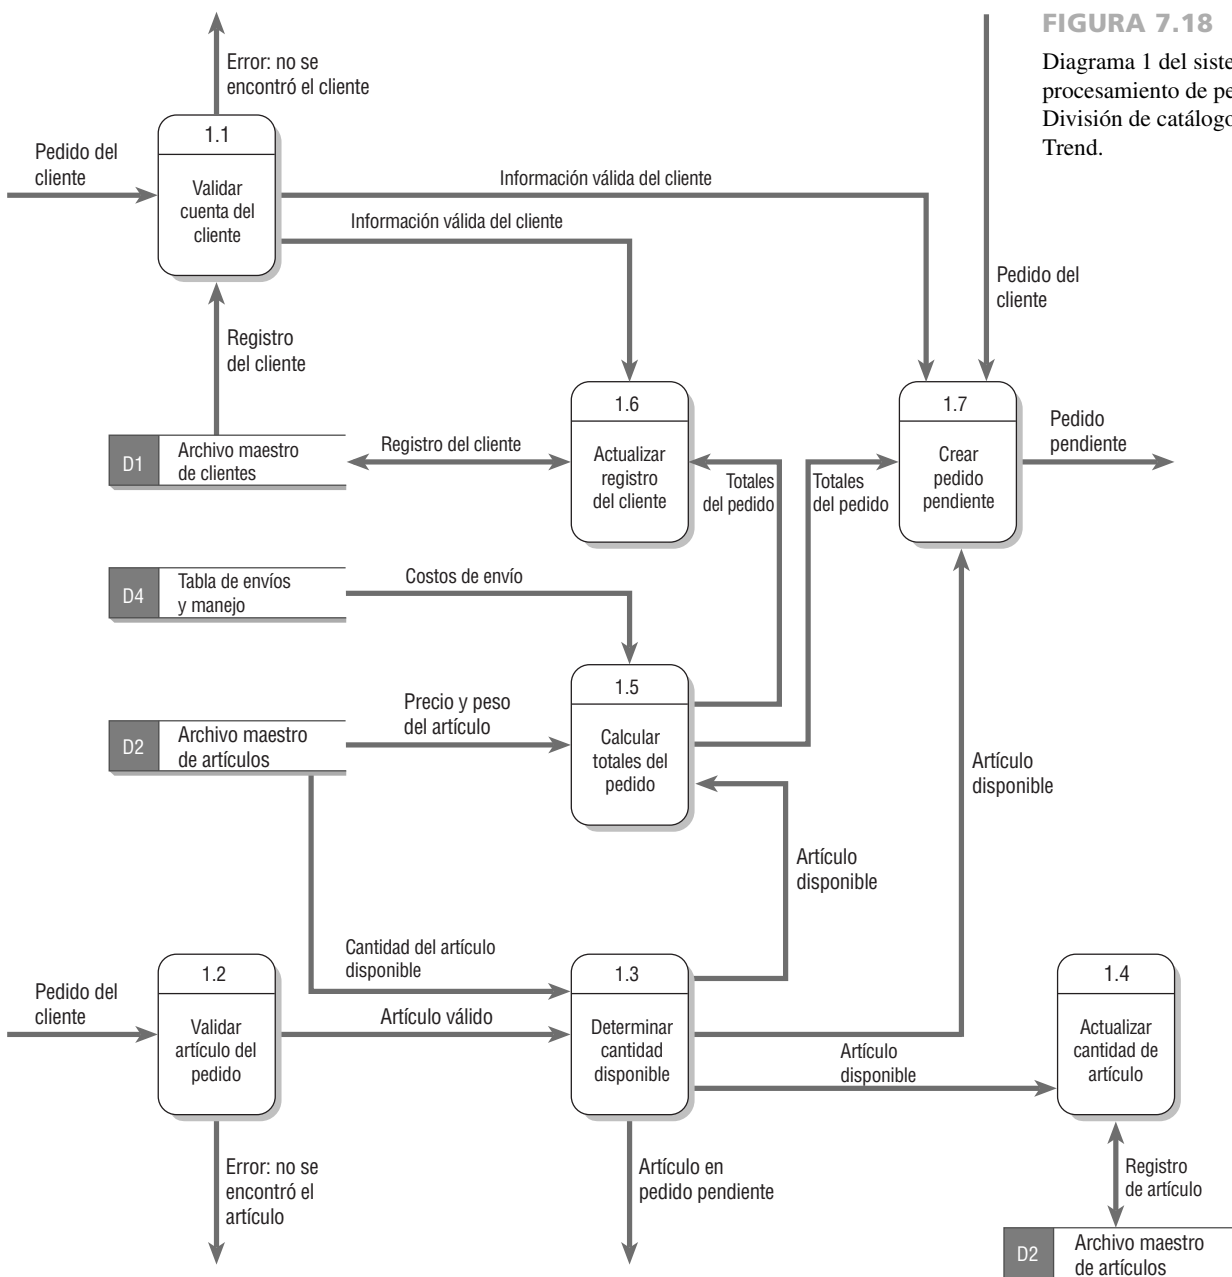 FIGURA 7.18
Diagrama 1 del siste
procesamiento de pe
División de catálogo
Trend.
Error: no se
encontró el cliente
1.1
Pedido del
cliente
Validar
cuenta del
cliente
Información válida del cliente
Información válida del cliente
Pedido del
cliente
Registro
del cliente
1.6
1.7
D1
Archivo maestro
de clientes
Registro del cliente
Actualizar
registro
del cliente
Totales
del pedido
Totales
del pedido
Crear
pedido
pendiente
Pedido
pendiente
D4
Tabla de envíos
y manejo
Costos de envío
1.5
D2
Archivo maestro
de artículos
Precio y peso
del artículo
Calcular
totales del
pedido
Artículo
disponible
Artículo
disponible
Cantidad del artículo
disponible
1.2
1.3
1.4
Pedido del
cliente
Validar
artículo del
pedido
Artículo válido
Determinar
cantidad
disponible
Artículo
disponible
Actualizar
cantidad de
artículo
Error: no se
encontró el
artículo
Artículo en
pedido pendiente
Registro
de artículo
D2
Archivo maestro
de artículos